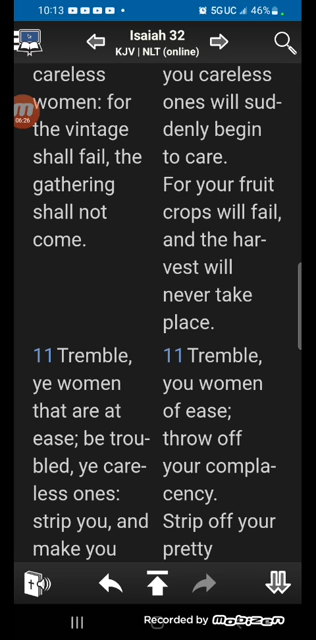 10:13
5GUC
46%
Isaiah 32
KJV | NLT (online)
06:26
careless
women: for
the vintage
shall fail, the
gathering
shall not
come.
you careless
ones will sud-
denly begin
to care.
For your fruit
crops will fail,
and the har-
vest will
never take
place.
11 Tremble,
ye women
that are at
ease; be trou-
bled, ye care-
less ones:
strip you, and
make you
11 Tremble,
you women
of ease;
throw off
your compla-
cency.
Strip off your
pretty
Recorded by mobizen